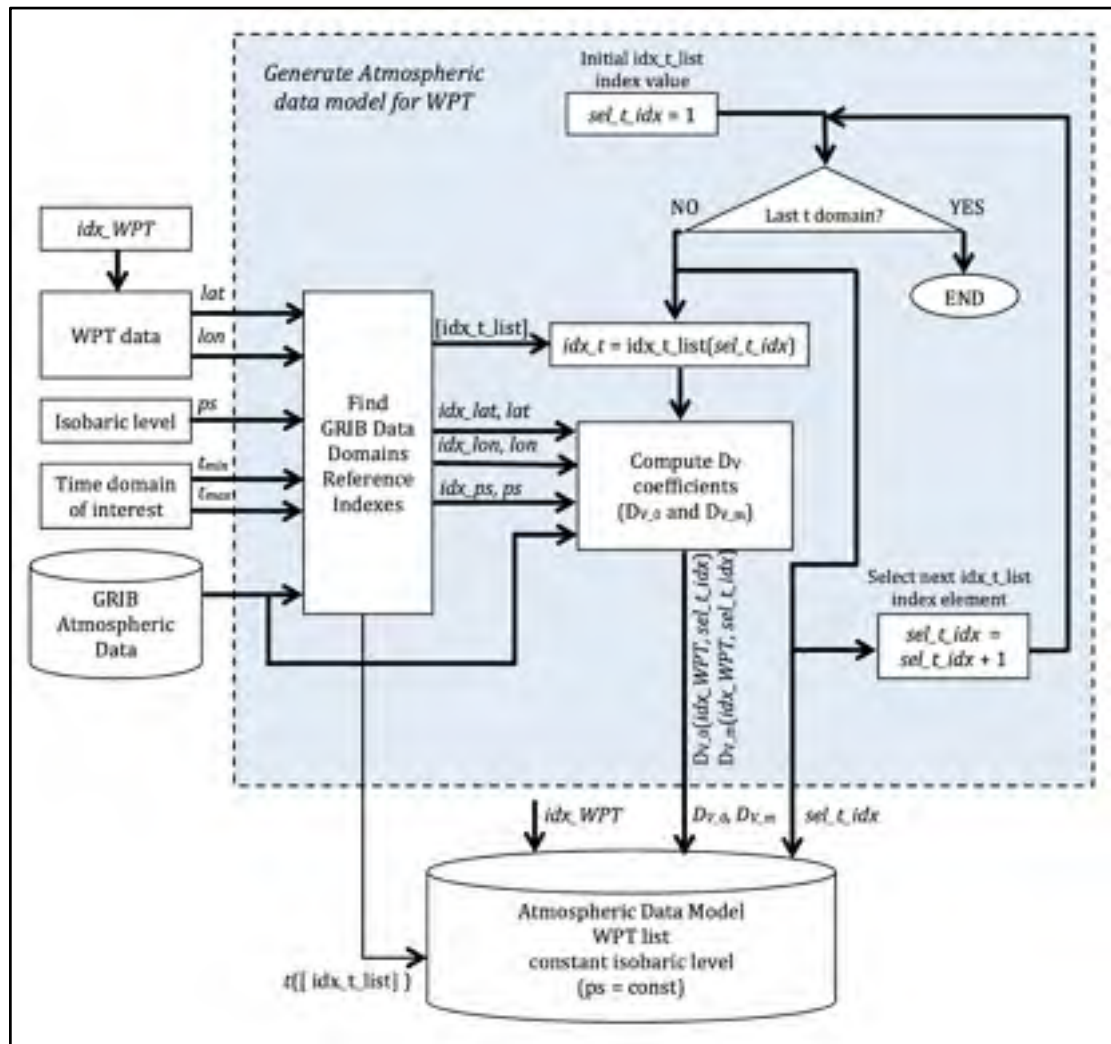 Generate Atmospheric
data model for WPT
Initial idx_t_list
index value
sel_t_idx = 1
Last t domain?
NO
YES
END
idx_WPT
WPT data
lat
lon
Isobaric level
ps
Time domain
of interest
tmin
tmax
GRIB
Atmospheric
Data
Find
GRIB Data
Domains
Reference
Indexes
[idx_t_list]
idx_t = idx_t_list(sel_t_idx)
idx_lat, lat
idx_lon, lon
idx_ps, ps
Compute DV
coefficients
(DV_0 and DV_m)
DV_0(idx_WPT, sel_t_idx)
DV_m(idx_WPT, sel_t_idx)
Select next idx_t_list
index element
sel_t_idx =
sel_t_idx + 1
idx_WPT
DV_0, DV_m
sel_t_idx
Atmospheric Data Model
WPT list
constant isobaric level
(ps = const)
t([ idx_t_list] )